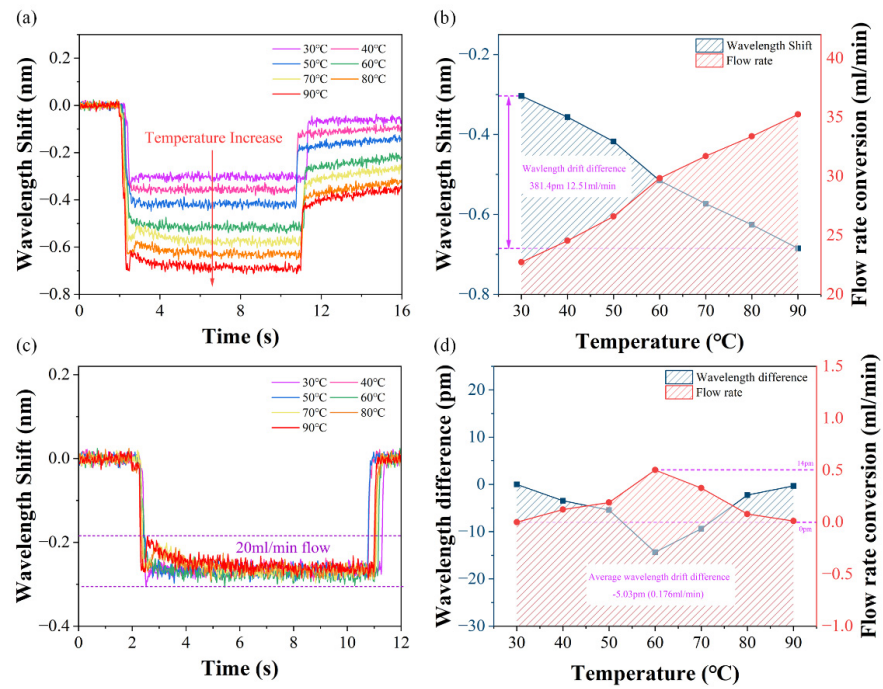 (a)
0.2
0.0
−0.2
−0.4
−0.6
−0.8
Wavelength Shift (nm)
30℃ 40℃
50℃ 60℃
70℃ 80℃
90℃
Temperature Increase
0 4 8 12 16
Time (s)
(b)
−0.2
−0.4
−0.6
−0.8
Wavelength Shift (nm)
Wavelength Shift
Flow rate
Wavlength drift difference
381.4pm 12.51ml/min
40
35
30
25
20
Flow rate conversion (ml/min)
30 40 50 60 70 80 90
Temperature (℃)
(c)
0.2
0.0
−0.2
−0.4
Wavelength Shift (nm)
30℃ 40℃
50℃ 60℃
70℃ 80℃
90℃
20ml/min flow
0 2 4 6 8 10 12
Time (s)
(d)
20
10
0
−10
−20
−30
Wavelength difference (pm)
Wavelength difference
Flow rate
14pm
0pm
Average wavelength drift difference
-5.03pm (0.176ml/min)
1.5
1.0
0.5
0.0
−0.5
−1.0
Flow rate conversion (ml/min)
30 40 50 60 70 80 90
Temperature (℃)